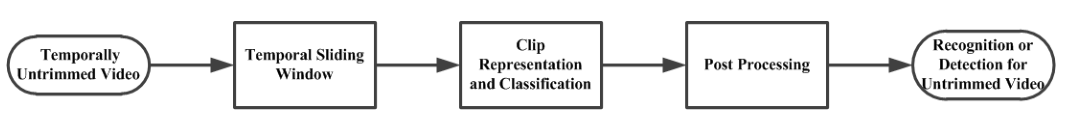 Temporally
Untrimmed Video
Temporal Sliding
Window
Clip
Representation
and Classification
Post Processing
Recognition or
Detection for
Untrimmed Video